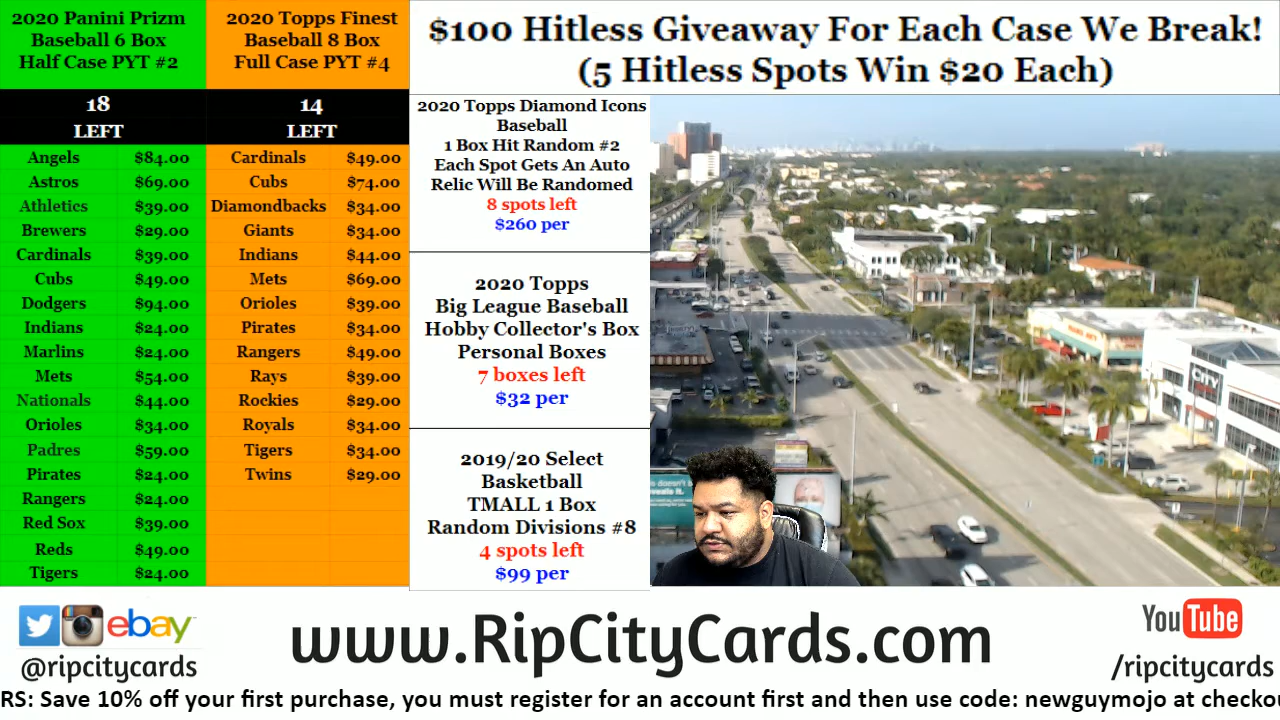 2020 Panini Prizm
Baseball 6 Box
Half Case PYT #2
18
LEFT
Angels $84.00
Astros $69.00
Athletics $39.00
Brewers $29.00
Cardinals $39.00
Cubs $49.00
Dodgers $94.00
Indians $24.00
Marlins $24.00
Mets $54.00
Nationals $44.00
Orioles $34.00
Padres $59.00
Pirates $24.00
Rangers $24.00
Red Sox $39.00
Reds $49.00
Tigers $24.00
2020 Topps Finest
Baseball 8 Box
Full Case PYT #4
14
LEFT
Cardinals $49.00
Cubs $74.00
Diamondbacks $34.00
Giants $34.00
Indians $44.00
Mets $69.00
Orioles $39.00
Pirates $34.00
Rangers $49.00
Rays $39.00
Rockies $29.00
Royals $34.00
Tigers $34.00
Twins $29.00
$100 Hitless Giveaway For Each Case We Break!
(5 Hitless Spots Win $20 Each)
2020 Topps Diamond Icons
Baseball
1 Box Hit Random #2
Each Spot Gets An Auto
Relic Will Be Randomed
8 spots left
$260 per
2020 Topps
Big League Baseball
Hobby Collector's Box
Personal Boxes
7 boxes left
$32 per
2019/20 Select
Basketball
TMALL 1 Box
Random Divisions #8
4 spots left
$99 per
CITY
ebay
@ripcitycards
www.RipCityCards.com
YouTube
/ripcitycards
RS: Save 10% off your first purchase, you must register for an account first and then use code: newguymojo at checko